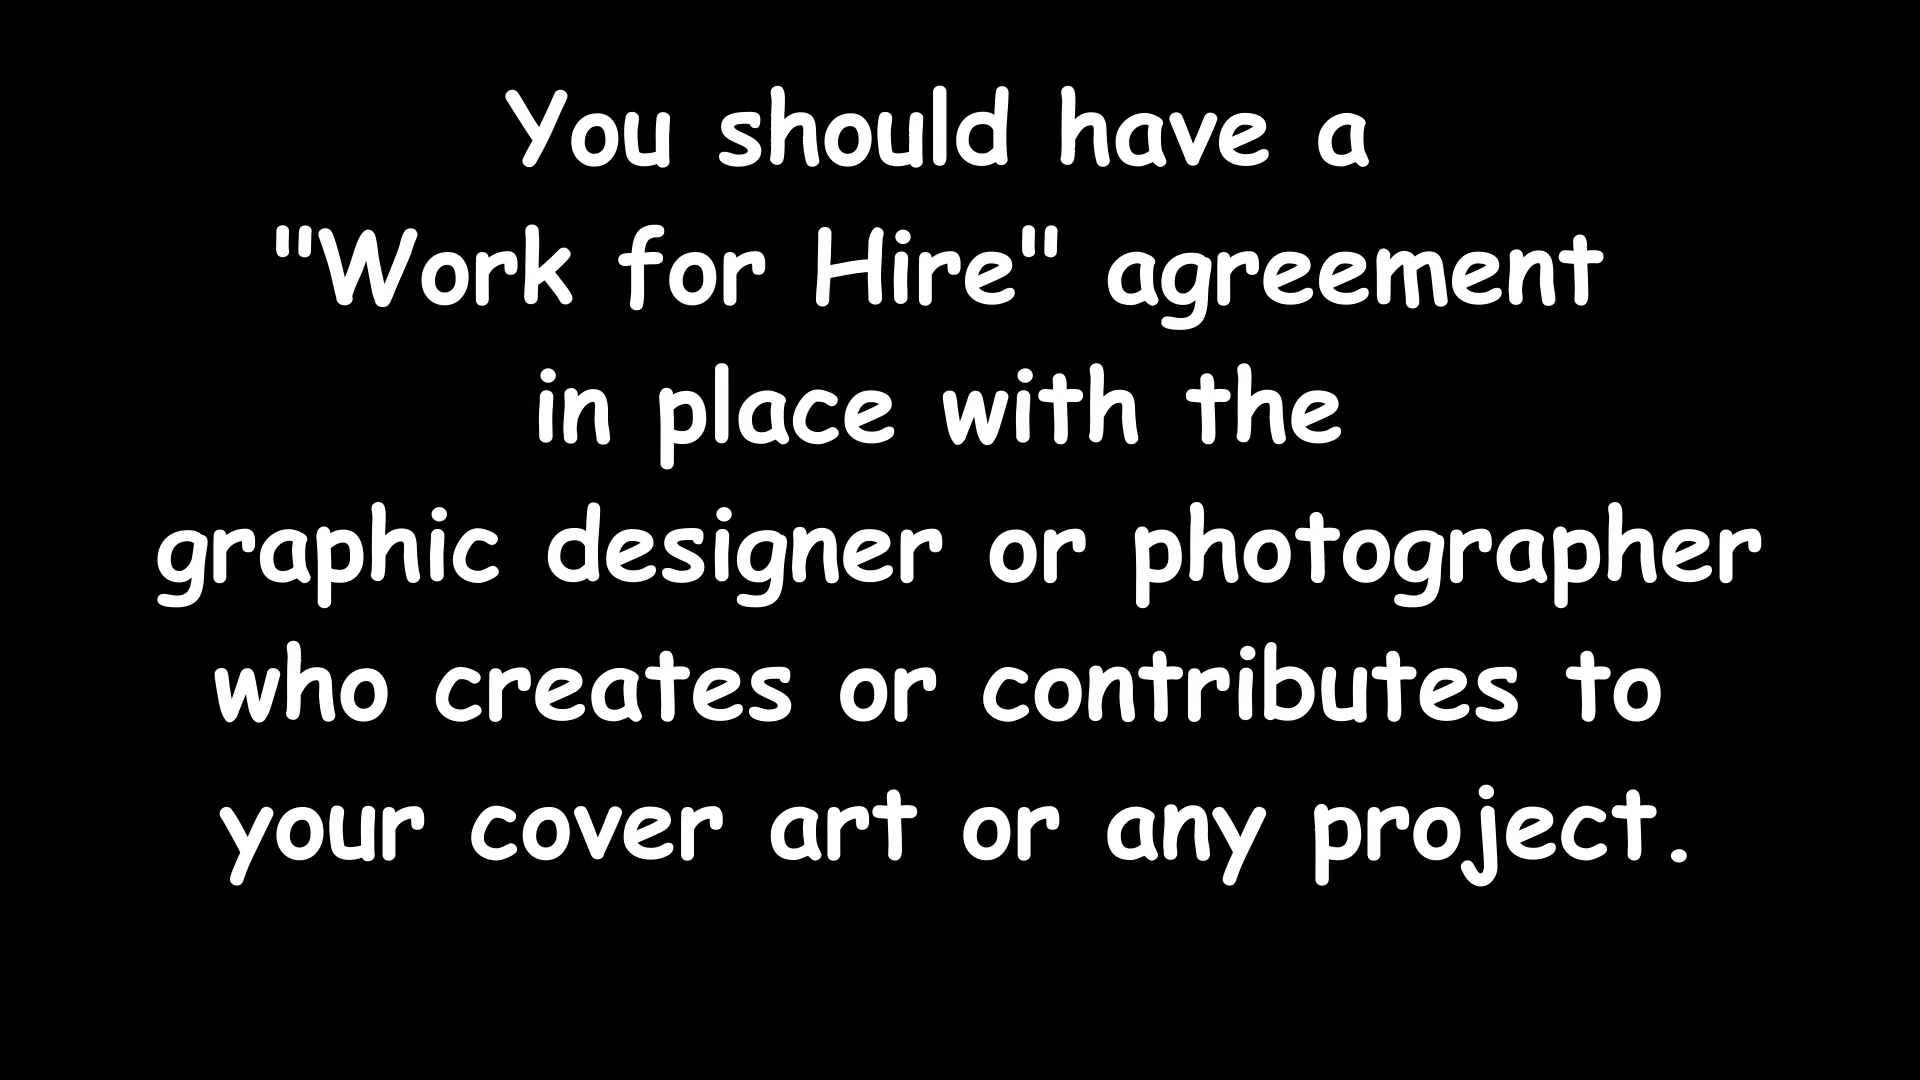 You should have a
"Work for Hire" agreement
in place with the
graphic designer or photographer
who creates or contributes to
your cover art or any project.